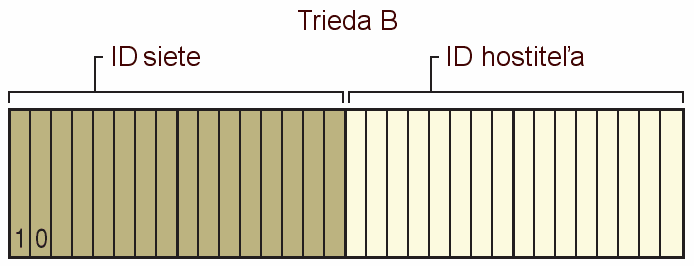 Trieda B
ID siete
ID hostiteľa
1 0